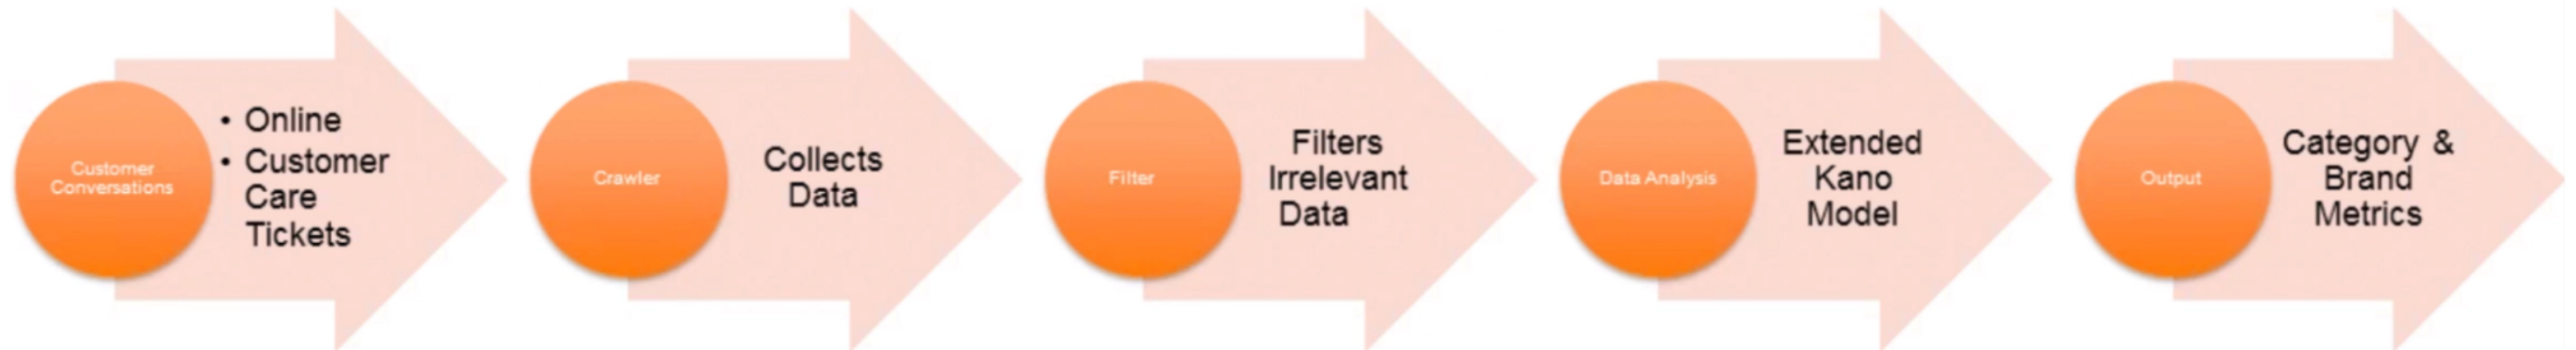 Customer
Conversations
• Online
• Customer
Care
Tickets
Crawler
Collects
Data
Filter
Filters
Irrelevant
Data
Data Analysis
Extended
Kano
Model
Output
Category &
Brand
Metrics